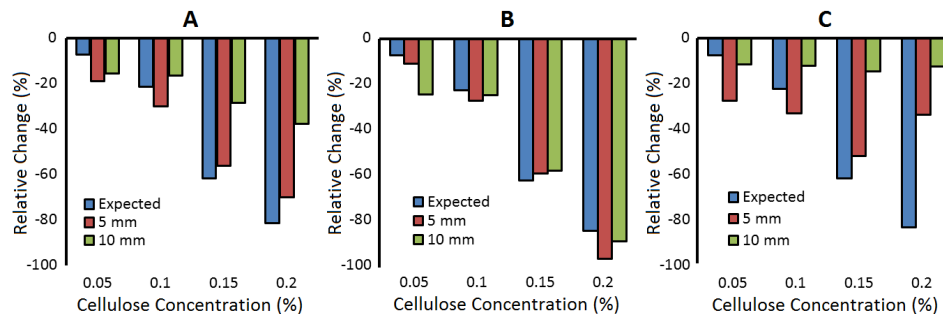 A
0
-20
-40
-60
-80
-100
Relative Change (%)
Expected
5 mm
10 mm
0.05 0.1 0.15 0.2
Cellulose Concentration (%)
B
0
-20
-40
-60
-80
-100
Relative Change (%)
Expected
5 mm
10 mm
0.05 0.1 0.15 0.2
Cellulose Concentration (%)
C
0
-20
-40
-60
-80
-100
Relative Change (%)
Expected
5 mm
10 mm
0.05 0.1 0.15 0.2
Cellulose Concentration (%)